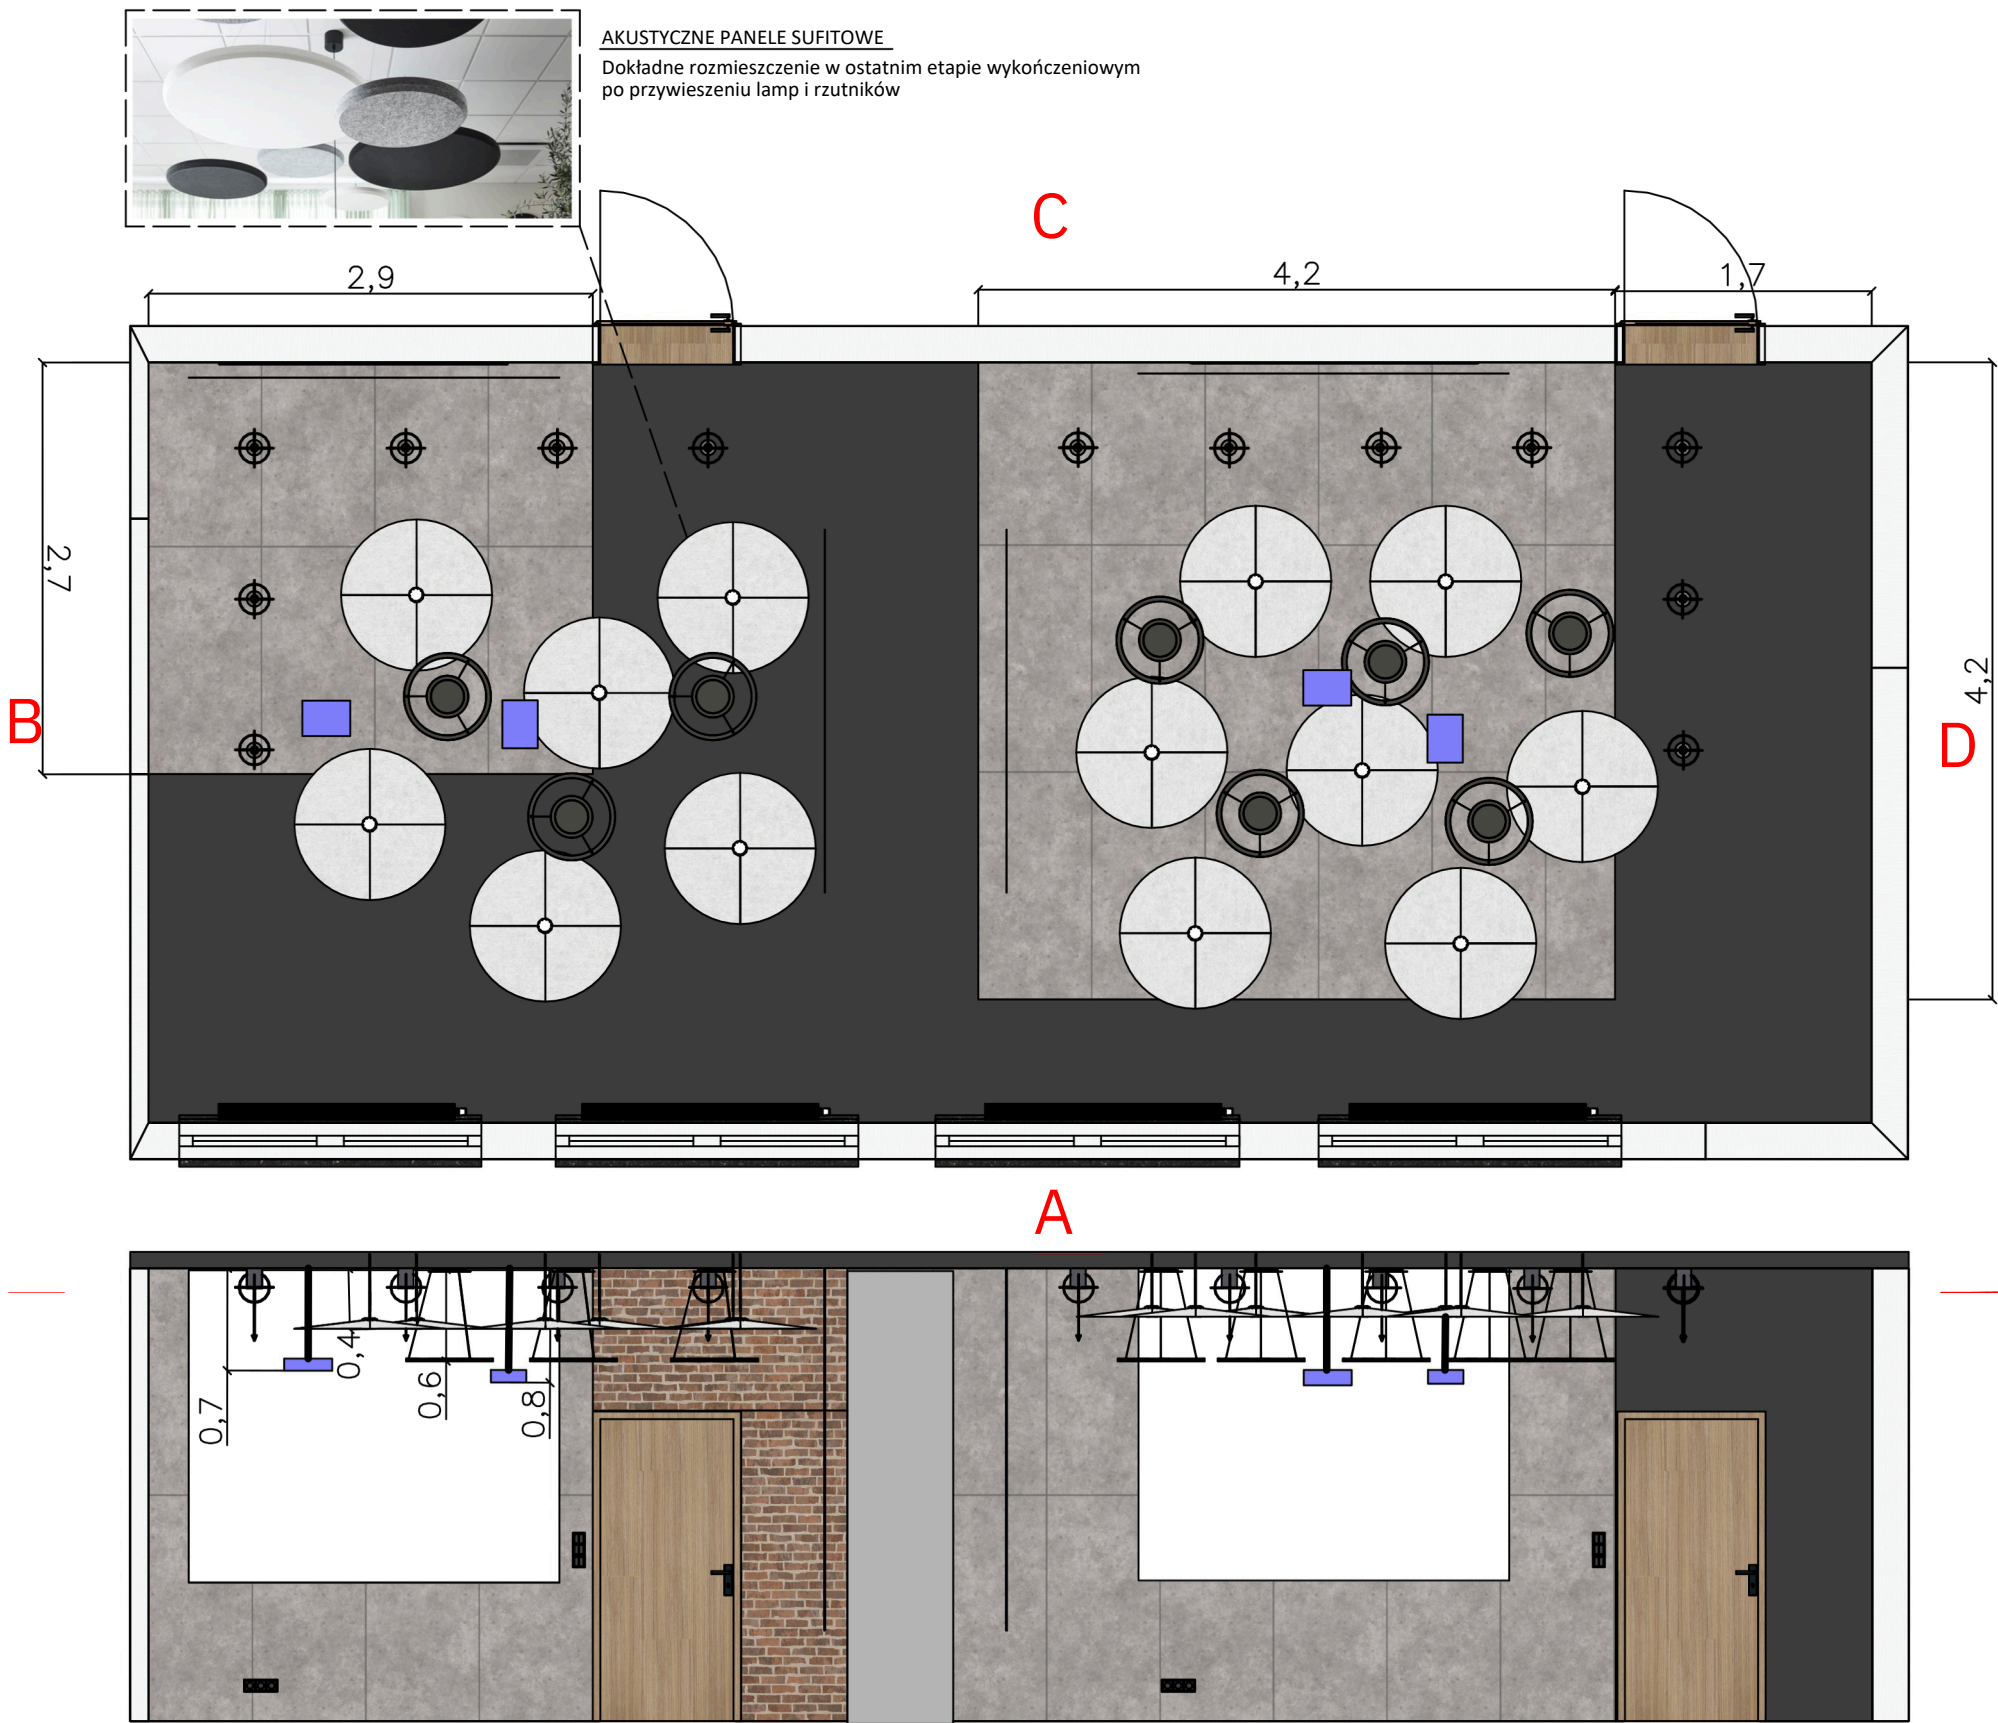 AKUSTYCZNE PANELE SUFITOWE
Dokładne rozmieszczenie w ostatnim etapie wykończeniowym
po przywieszeniu lamp i rzutników
C
2,9
4,2
1,7
2,7
4,2
B
D
A
0,7
0,4
0,6
0,8